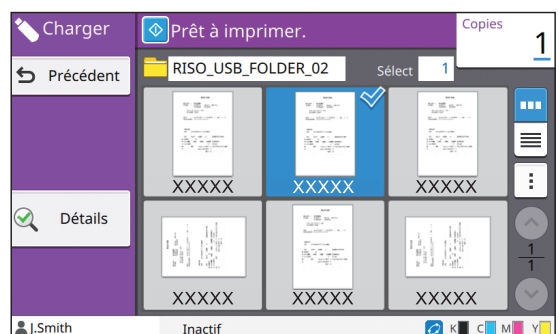 Charger
Prêt à imprimer.
Copies
1
Précédent
RISO_USB_FOLDER_02
Sélect
1
XXXXX
XXXXX
XXXXX
Détails
1
1
XXXXX
XXXXX
XXXXX
J.Smith
Inactif
K
C
M
Y